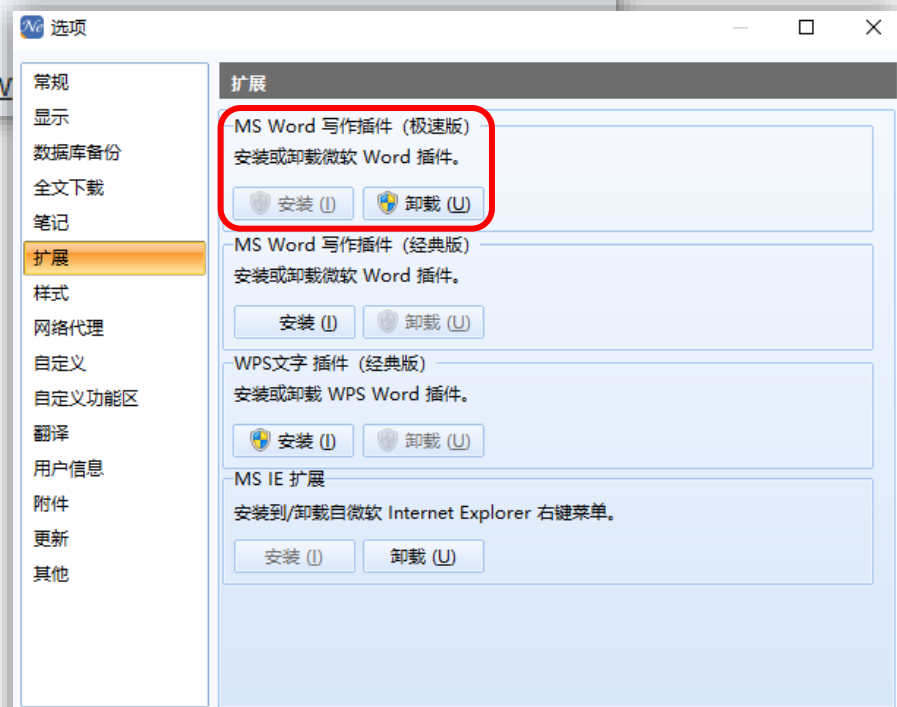 Ne 选项
常规
显示
数据库备份
全文下载
笔记
扩展
样式
网络代理
自定义
自定义功能区
翻译
用户信息
附件
更新
其他
扩展
MS Word 写作插件（极速版）
安装或卸载微软 Word 插件。
安装 (I) 卸载 (U)
MS Word 写作插件（经典版）
安装或卸载微软 Word 插件。
安装 (I) 卸载 (U)
WPS文字 插件（经典版）
安装或卸载 WPS Word 插件。
安装 (I) 卸载 (U)
MS IE 扩展
安装到/卸载自微软 Internet Explorer 右键菜单。
安装 (I) 卸载 (U)